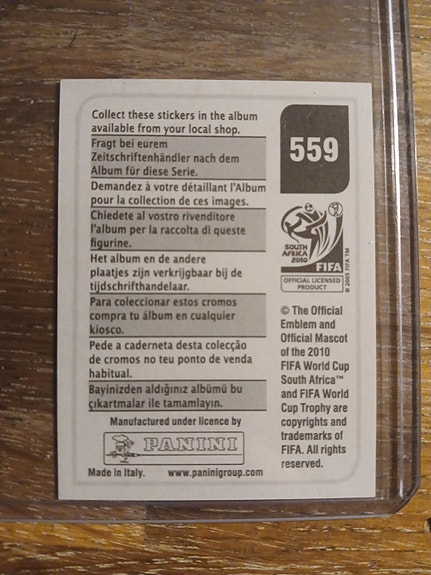 Collect these stickers in the album
available from your local shop.
Fragt bei eurem
Zeitschriftenhändler nach dem
Album für diese Serie.
Demandez à votre détaillant l'Album
pour la collection de ces images.
Chiedete al vostro rivenditore
l'album per la raccolta di queste
figurine.
Het album en de andere
plaatjes zijn verkrijgbaar bij de
tijdschrifthandelaar.
Para coleccionar estos cromos
compra tu álbum en cualquier
kiosco.
Pede a caderneta desta colecção
de cromos no teu ponto de venda
habitual.
Bayinizden aldığınız albümü bu
çıkartmalar ile tamamlayın.
Manufactured under licence by
PANINI
Made in Italy. www.paninigroup.com
559
SOUTH
AFRICA
2010
FIFA
OFFICIAL LICENSED
PRODUCT
© 2005 FIFA TM
© The Official
Emblem and
Official Mascot
of the 2010
FIFA World Cup
South Africa™
and FIFA World
Cup Trophy are
copyrights and
trademarks of
FIFA. All rights
reserved.